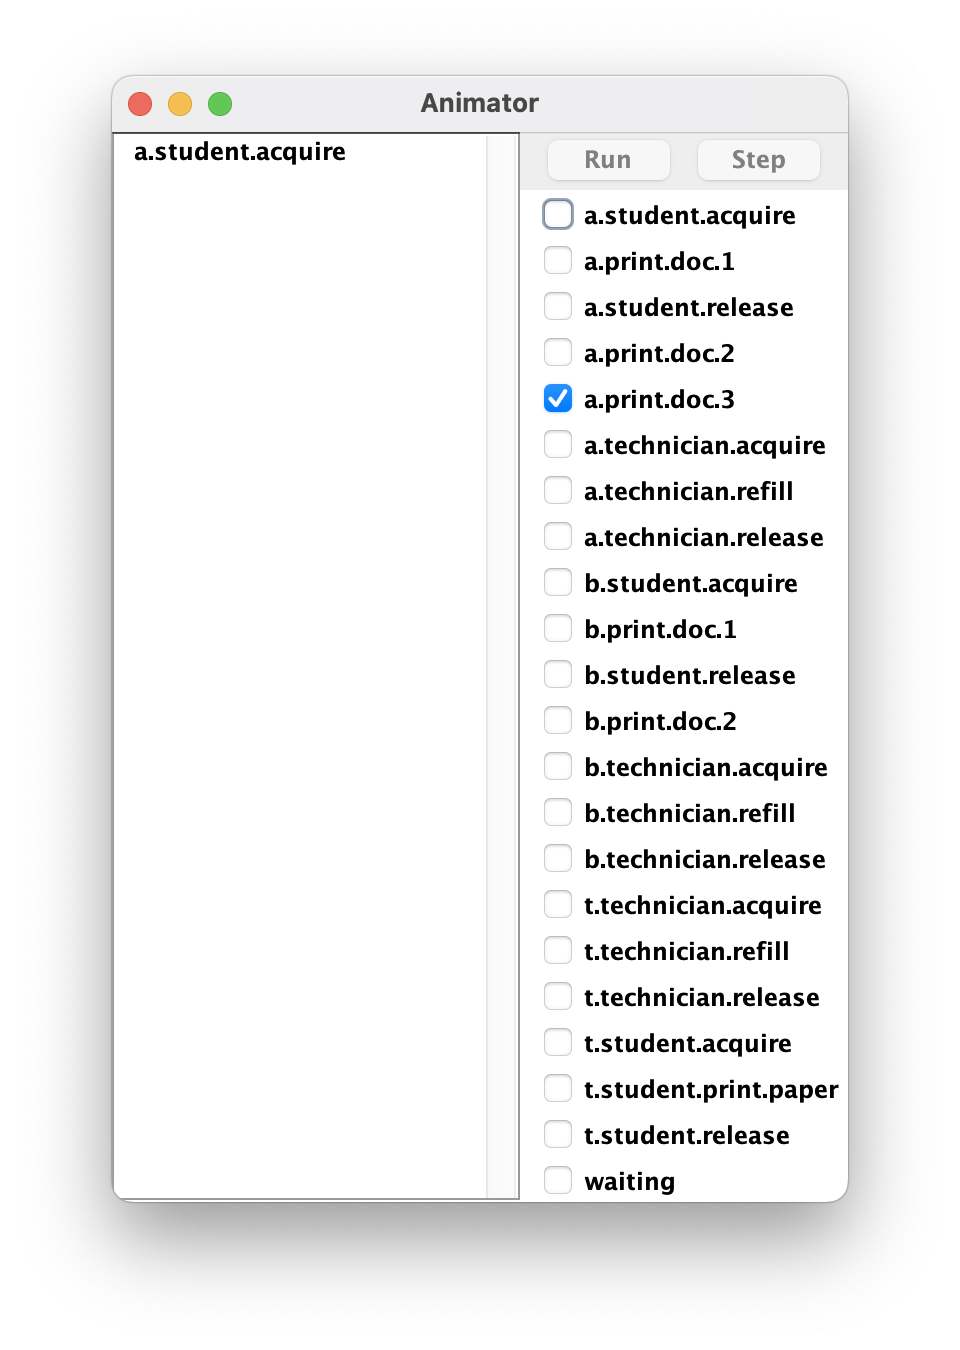 Animator
a.student.acquire
Run
Step
a.student.acquire
a.print.doc.1
a.student.release
a.print.doc.2
a.print.doc.3
a.technician.acquire
a.technician.refill
a.technician.release
b.student.acquire
b.print.doc.1
b.student.release
b.print.doc.2
b.technician.acquire
b.technician.refill
b.technician.release
t.technician.acquire
t.technician.refill
t.technician.release
t.student.acquire
t.student.print.paper
t.student.release
waiting